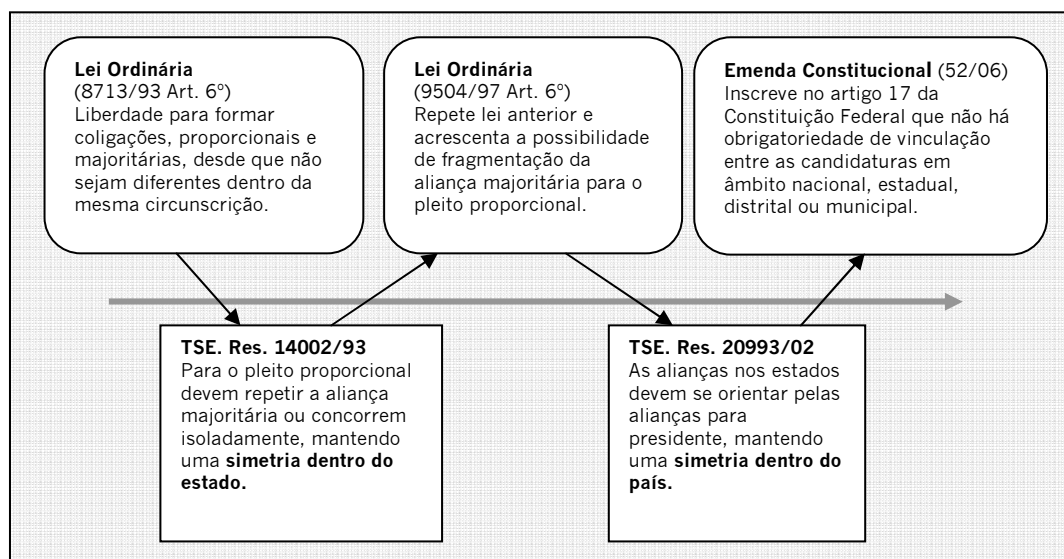 Lei Ordinária
(8713/93 Art. 6º)
Liberdade para formar
coligações, proporcionais e
majoritárias, desde que não
sejam diferentes dentro da
mesma circunscrição.
Lei Ordinária
(9504/97 Art. 6º)
Repete lei anterior e
acrescenta a possibilidade
de fragmentação da
aliança majoritária para o
pleito proporcional.
Emenda Constitucional (52/06)
Inscreve no artigo 17 da
Constituição Federal que não há
obrigatoriedade de vinculação
entre as candidaturas em
âmbito nacional, estadual,
distrital ou municipal.
TSE. Res. 14002/93
Para o pleito proporcional
devem repetir a aliança
majoritária ou concorrem
isoladamente, mantendo
uma simetria dentro do
estado.
TSE. Res. 20993/02
As alianças nos estados
devem se orientar pelas
alianças para
presidente, mantendo
uma simetria dentro do
país.